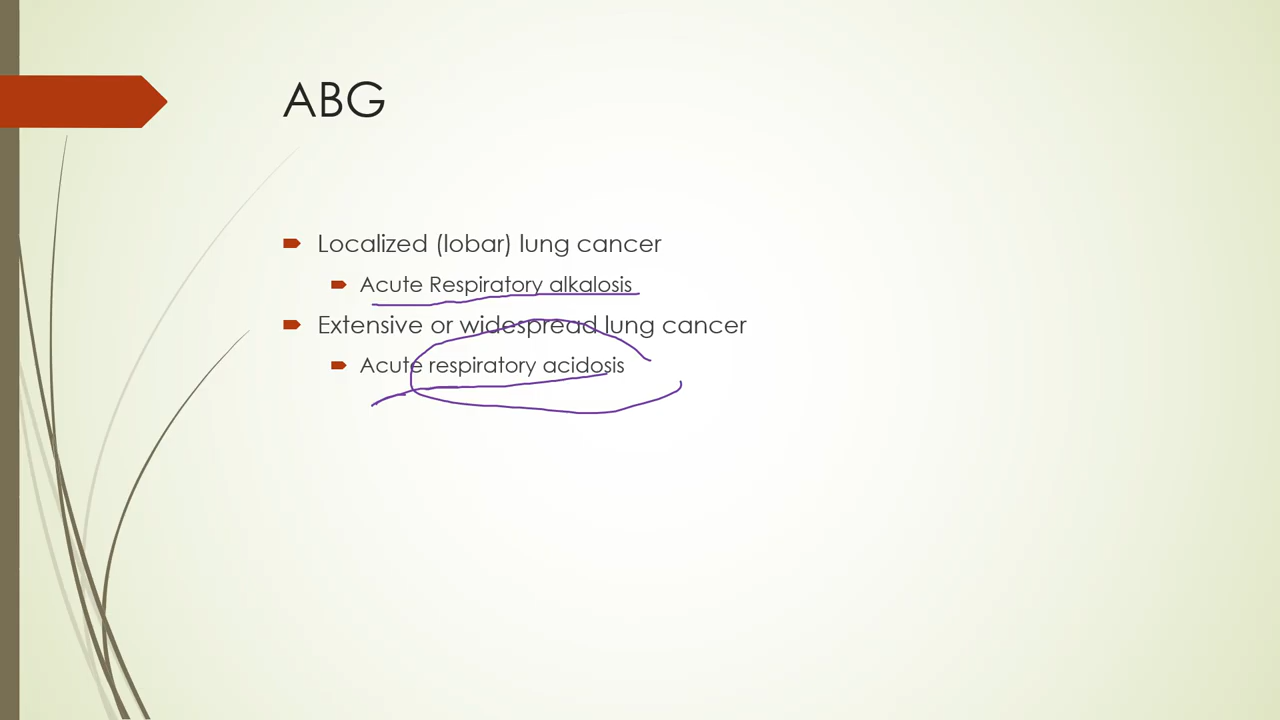 ABG
Localized (lobar) lung cancer
Acute Respiratory alkalosis
Extensive or widespread lung cancer
Acute respiratory acidosis